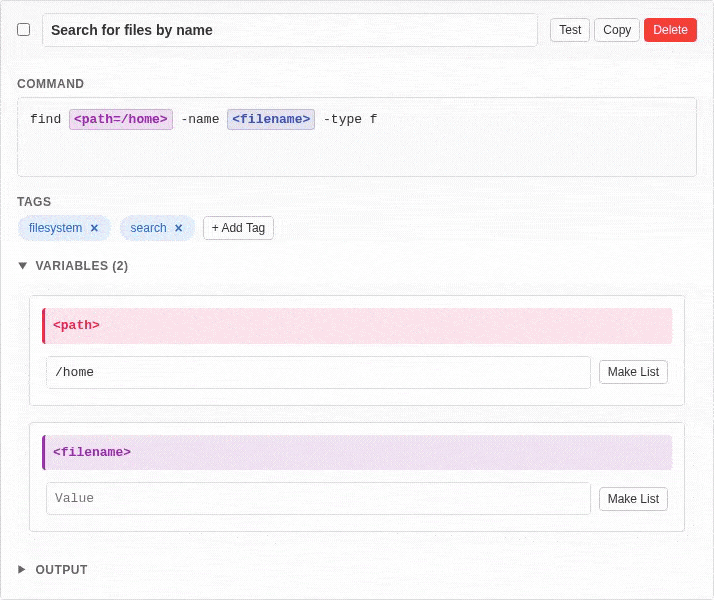 Search for files by name
Test
Copy
Delete
COMMAND
find <path=/home> -name <filename> -type f
TAGS
filesystem ×
search ×
+ Add Tag
▼ VARIABLES (2)
<path>
/home
Make List
<filename>
Value
Make List
▶ OUTPUT